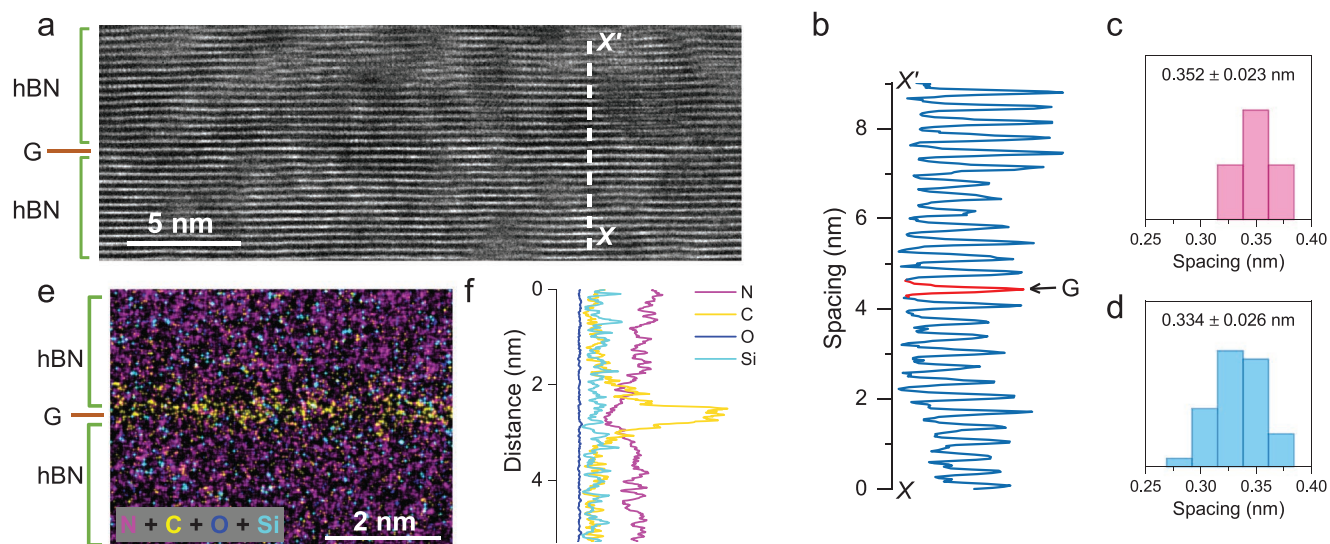 a
hBN
G
hBN
X'
X
5 nm
b
X'
8
6
4
2
0
X
Spacing (nm)
G
c
0.352 ± 0.023 nm
0.25 0.30 0.35 0.40
Spacing (nm)
d
0.334 ± 0.026 nm
0.25 0.30 0.35 0.40
Spacing (nm)
e
hBN
G
hBN
N + C + O + Si
2 nm
f
0
2
4
Distance (nm)
N
C
O
Si